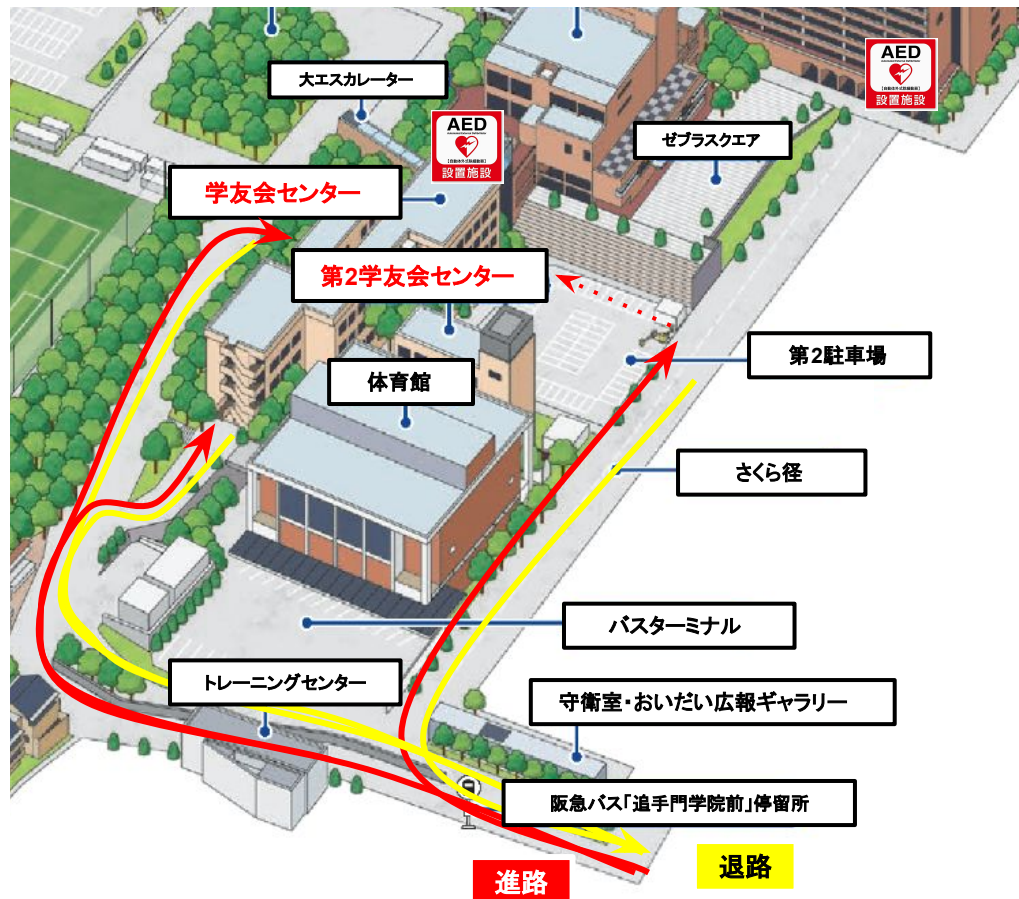 大エスカレーター
AED
設置施設
AED
設置施設
ゼブラスクエア
学友会センター
第2学友会センター
第2駐車場
体育館
さくら径
バスターミナル
トレーニングセンター
守衛室・おいだい広報ギャラリー
阪急バス「追手門学院前」停留所
進路
退路